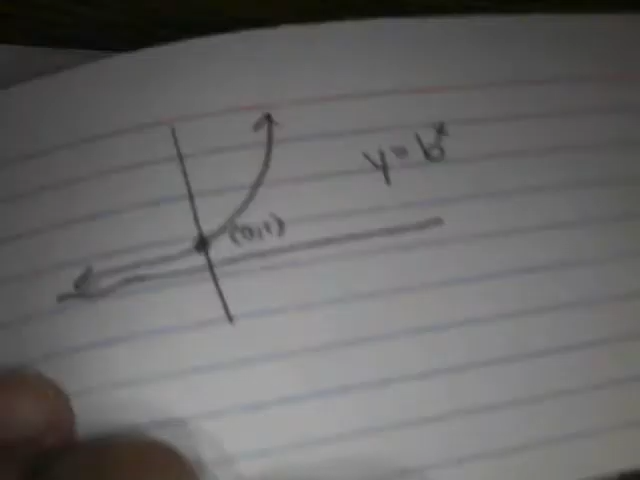 y = b^x
(0,1)